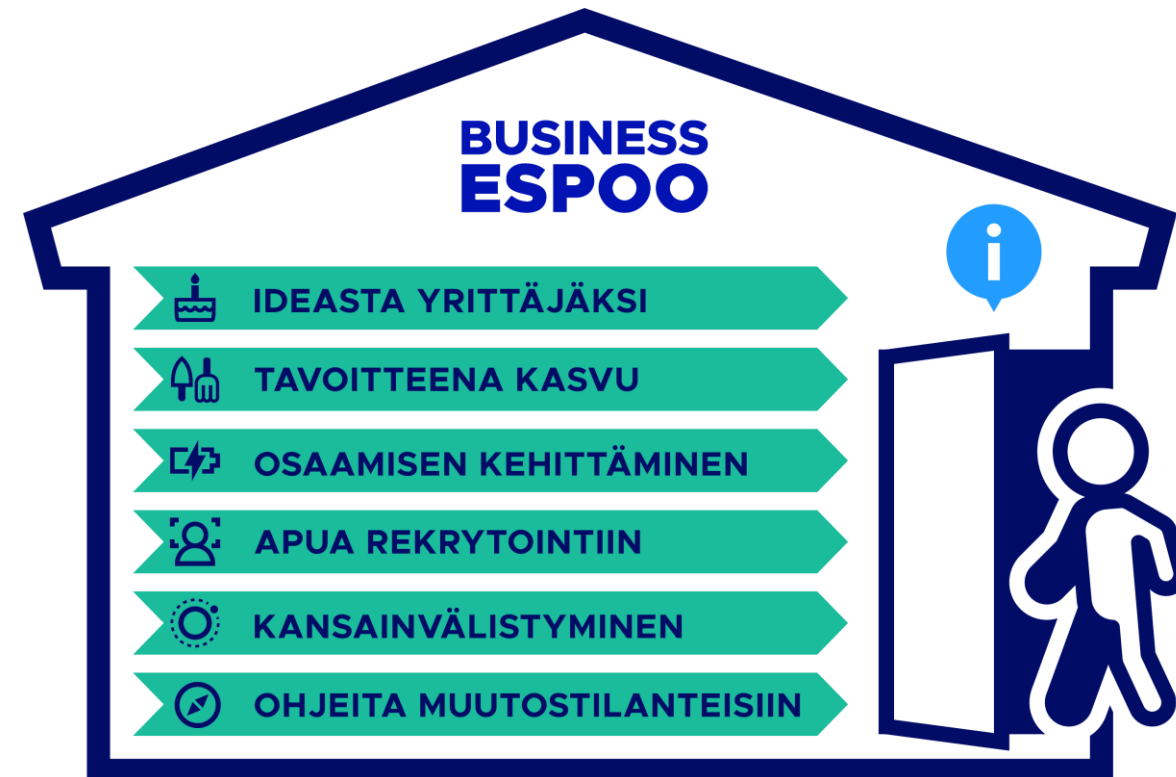 BUSINESS
ESPOO
i
IDEASTA YRITTÄJÄKSI
TAVOITTEENA KASVU
OSAAMISEN KEHITTÄMINEN
APUA REKRYTOINTIIN
KANSAINVÄLISTYMINEN
OHJEITA MUUTOSTILANTEISIIN